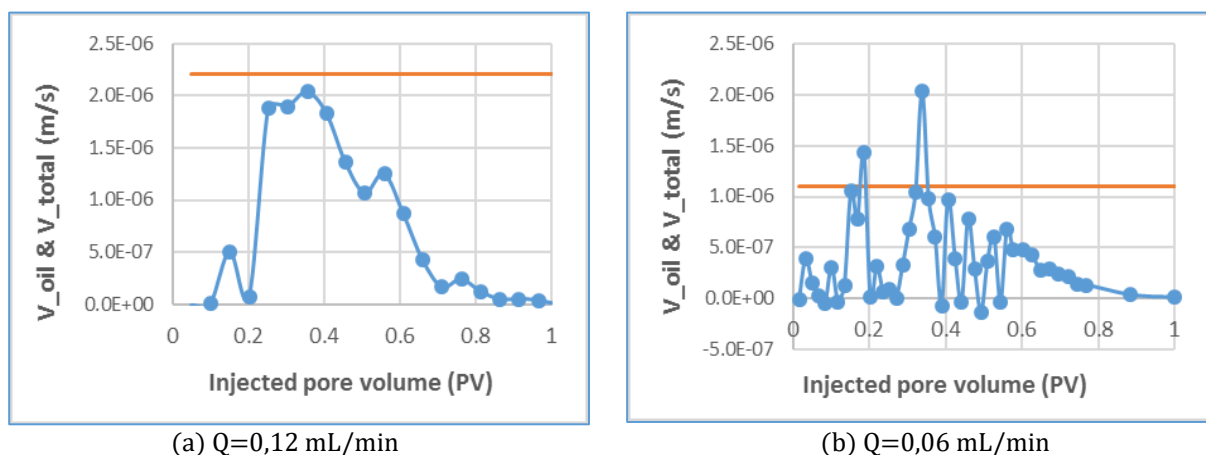 2.5E-06
2.0E-06
1.5E-06
1.0E-06
5.0E-07
0.0E+00
0 0.2 0.4 0.6 0.8 1
V_oil & V_total (m/s)
Injected pore volume (PV)
(a) Q=0,12 mL/min
2.5E-06
2.0E-06
1.5E-06
1.0E-06
5.0E-07
0.0E+00
-5.0E-07
0 0.2 0.4 0.6 0.8 1
V_oil & V_total (m/s)
Injected pore volume (PV)
(b) Q=0,06 mL/min